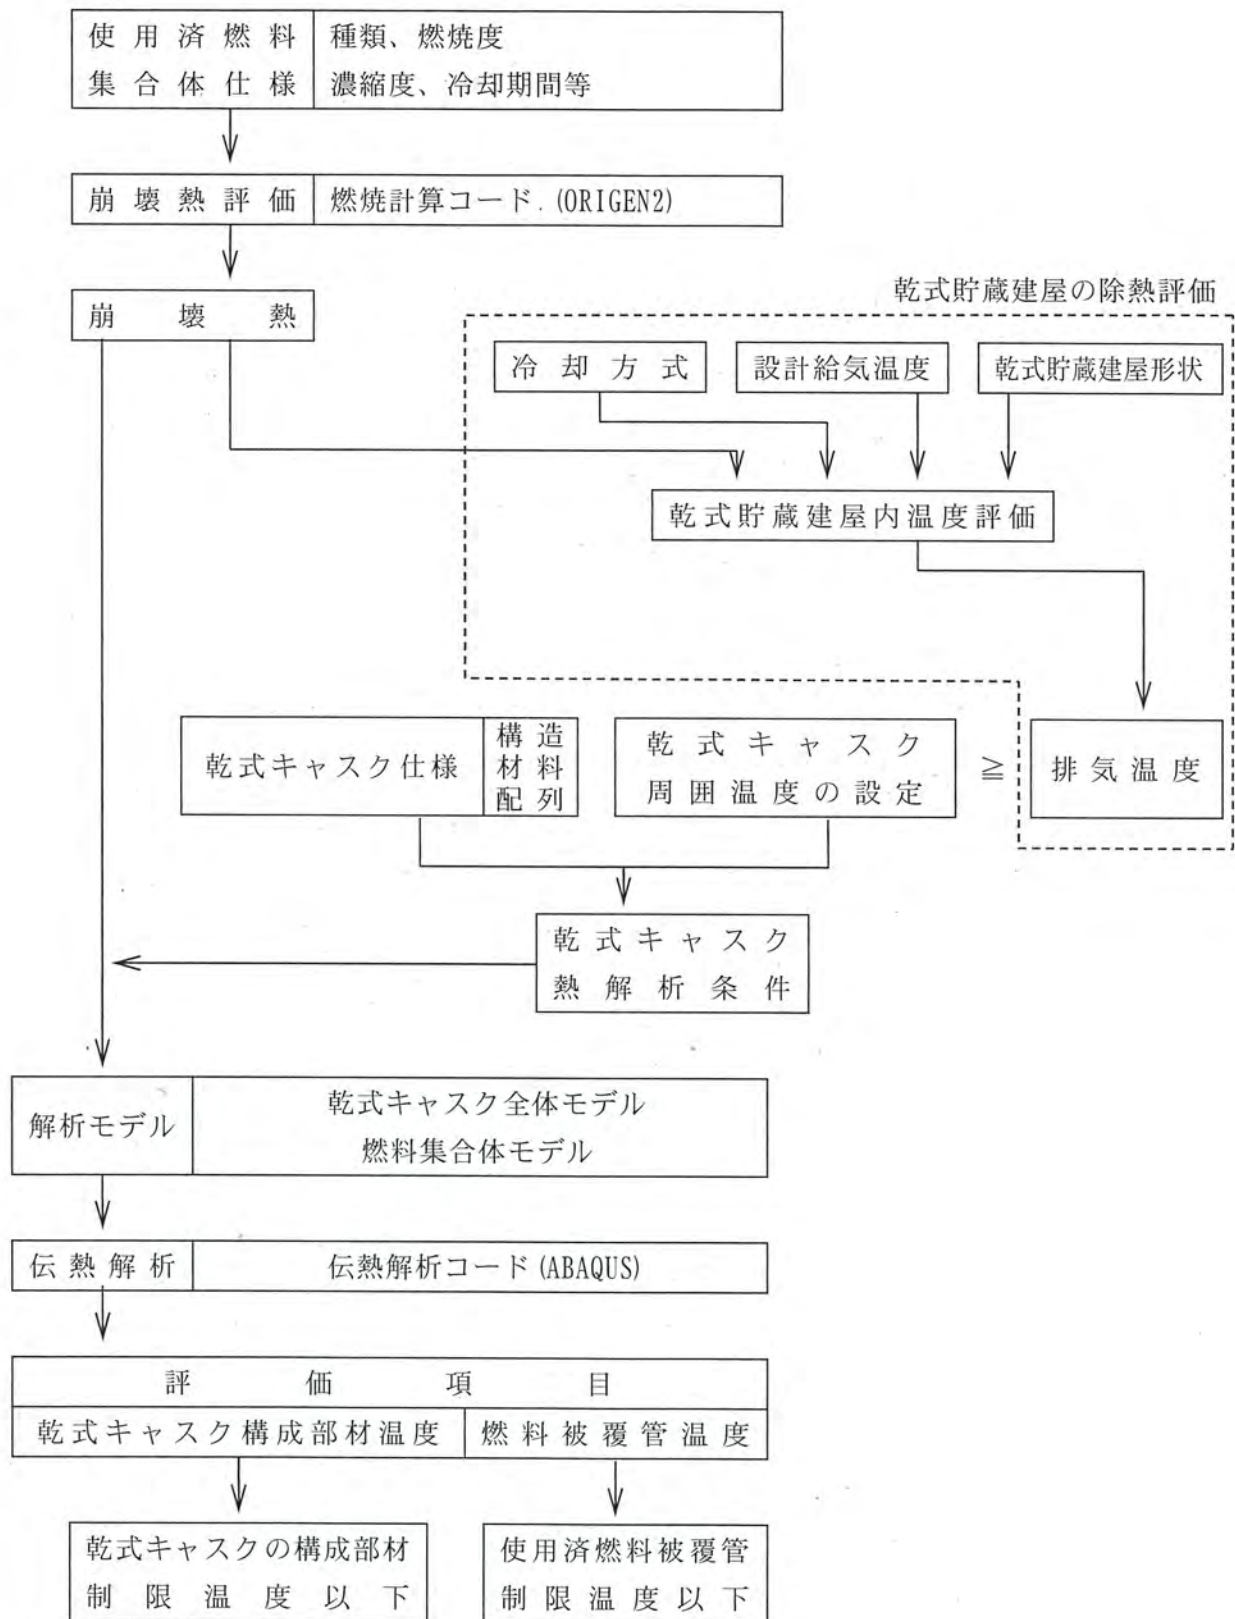 使用済燃料
集合体仕様
種類、燃焼度
濃縮度、冷却期間等
崩壊熱評価
燃焼計算コード.(ORIGEN2)
崩壊熱
乾式貯蔵建屋の除熱評価
冷却方式
設計給気温度
乾式貯蔵建屋形状
乾式貯蔵建屋内温度評価
乾式キャスク仕様
構造
材料
配列
乾式キャスク
周囲温度の設定
≧
排気温度
乾式キャスク
熱解析条件
解析モデル
乾式キャスク全体モデル
燃料集合体モデル
伝熱解析
伝熱解析コード(ABAQUS)
評価項目
乾式キャスク構成部材温度
燃料被覆管温度
乾式キャスクの構成部材
制限温度以下
使用済燃料被覆管
制限温度以下